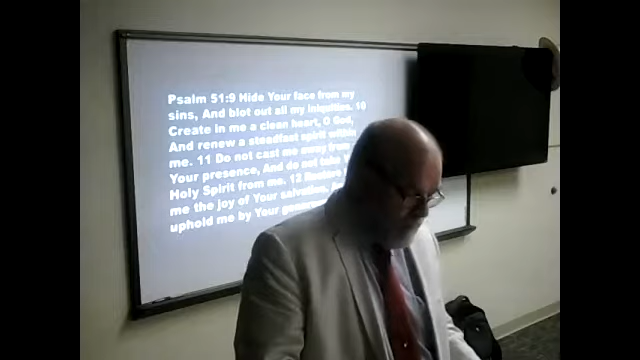 Psalm 51:9 Hide Your face from my
sins, And blot out all my iniquities. 10
Create in me a clean heart, O God,
And renew a steadfast spirit within
me. 11 Do not cast me away from
Your presence, And do not take
Holy Spirit from me. 12 Restore
me the joy of Your salvation,
uphold me by Your generous